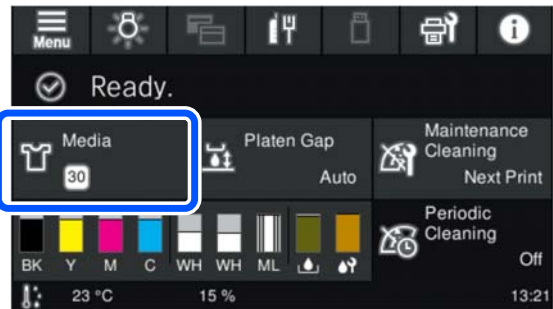 Menu
Ready.
Media
30
Platen Gap
Auto
Maintenance
Cleaning
Next Print
BK Y M C WH WH ML
Periodic
Cleaning
Off
23 °C 15 % 13:21